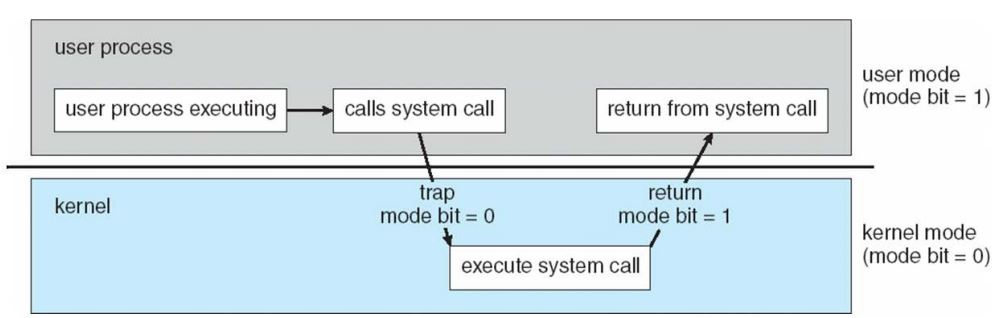 user process
user process executing
calls system call
return from system call
user mode
(mode bit = 1)
trap
mode bit = 0
return
mode bit = 1
kernel
execute system call
kernel mode
(mode bit = 0)